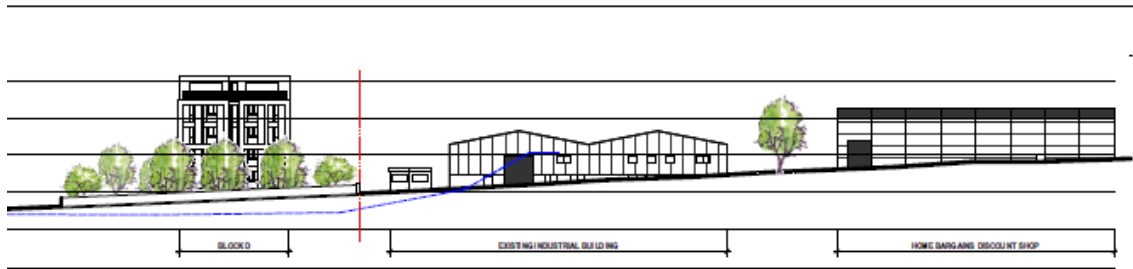 BLOCK D
EXISTING INDUSTRIAL BUILDING
HOME BARGAINS DISCOUNT SHOP